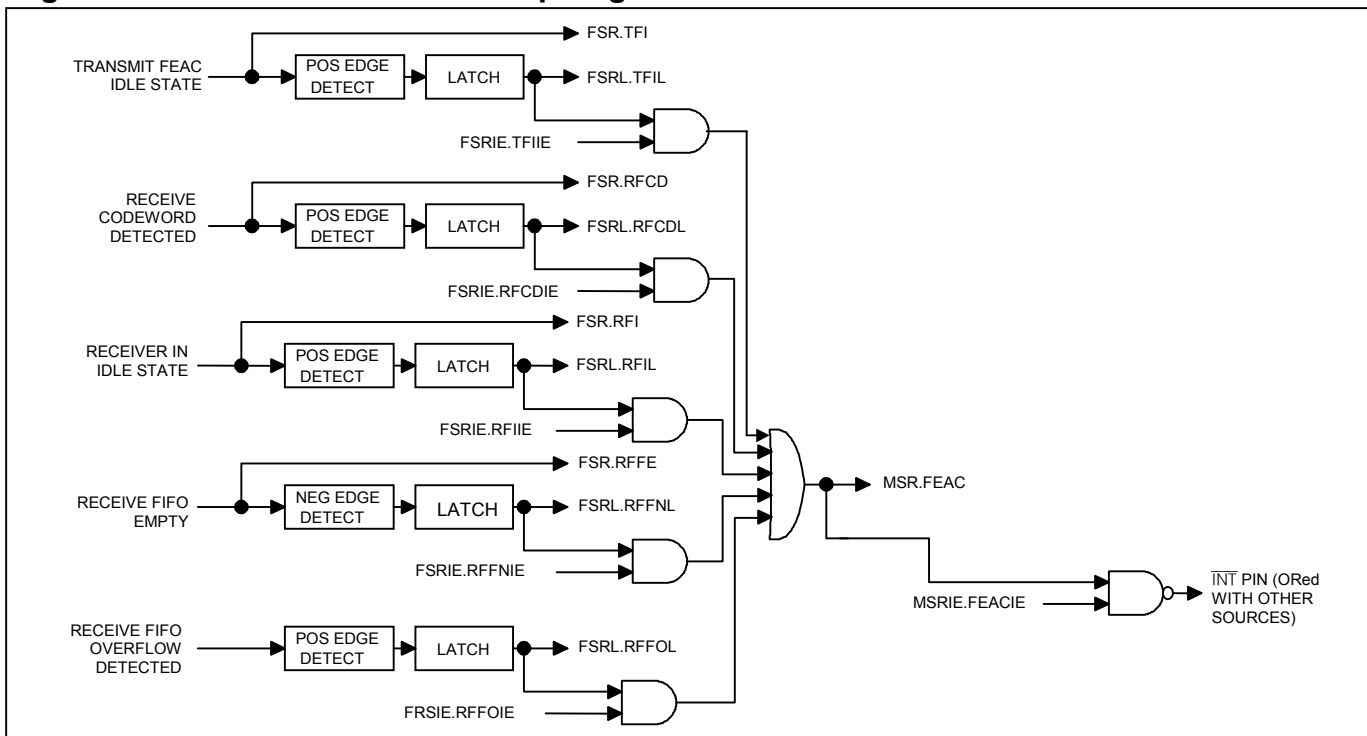 FSR.TFI
TRANSMIT FEAC
IDLE STATE
POS EDGE
DETECT
LATCH
FSRL.TFIL
FSRIE.TFIIE
FSR.RFCD
RECEIVE
CODEWORD
DETECTED
POS EDGE
DETECT
LATCH
FSRL.RFCDL
FSRIE.RFCDIE
FSR.RFI
RECEIVER IN
IDLE STATE
POS EDGE
DETECT
LATCH
FSRL.RFIL
FSRIE.RFIIE
FSR.RFFE
RECEIVE FIFO
EMPTY
NEG EDGE
DETECT
LATCH
FSRL.RFFNL
FSRIE.RFFNIE
MSR.FEAC
MSRIE.FEACIE
INT PIN (ORed
WITH OTHER
SOURCES)
RECEIVE FIFO
OVERFLOW
DETECTED
POS EDGE
DETECT
LATCH
FSRL.RFFOL
FRSIE.RFFOIE